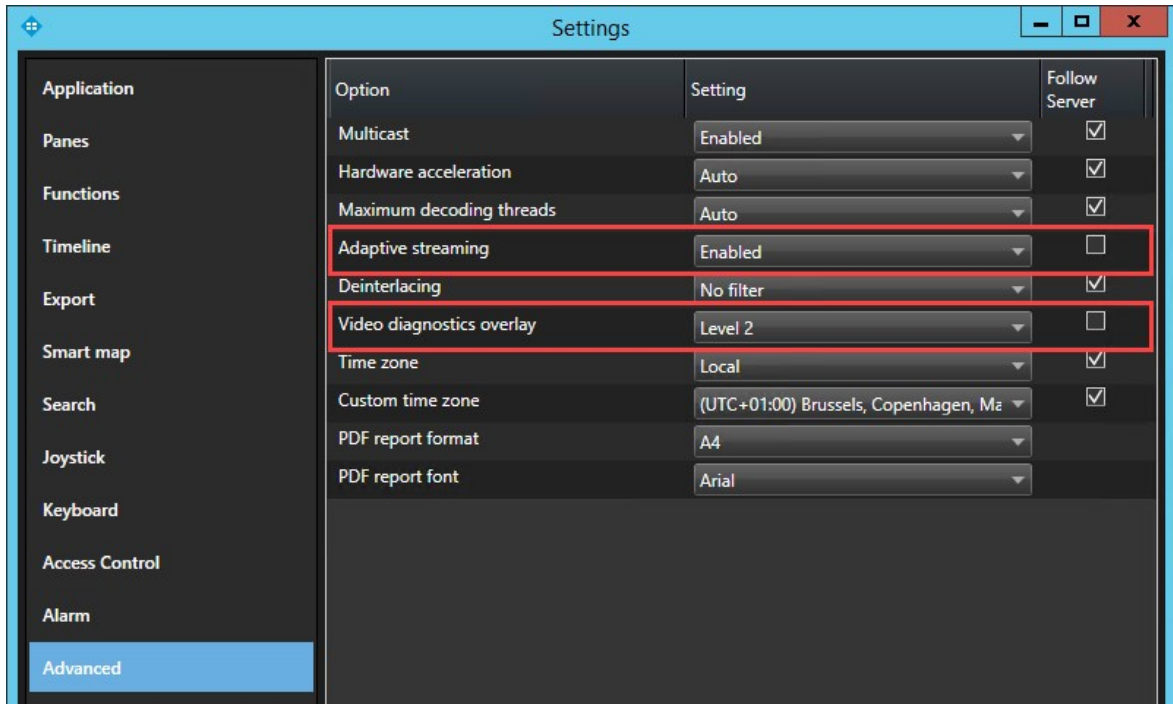 Settings
Application
Panes
Functions
Timeline
Export
Smart map
Search
Joystick
Keyboard
Access Control
Alarm
Advanced
Option Setting Follow
Server
Multicast Enabled
Hardware acceleration Auto
Maximum decoding threads Auto
Adaptive streaming Enabled
Deinterlacing No filter
Video diagnostics overlay Level 2
Time zone Local
Custom time zone (UTC+01:00) Brussels, Copenhagen, Ma
PDF report format A4
PDF report font Arial